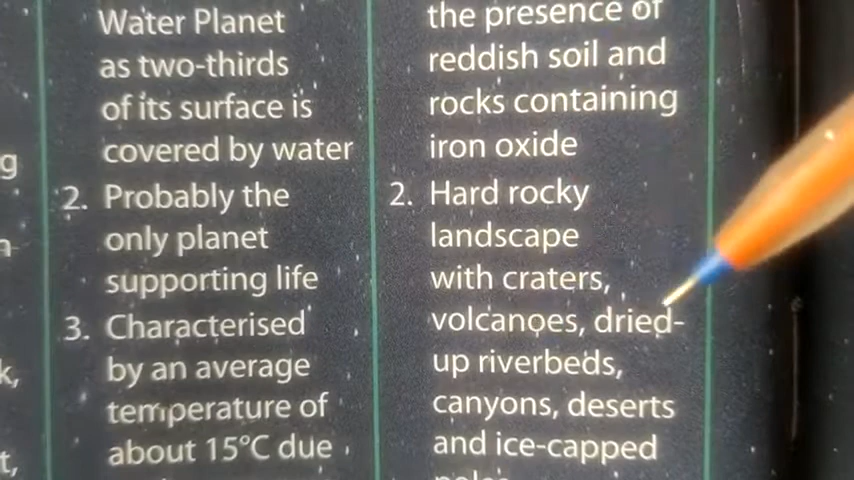 Water Planet
as two-thirds
of its surface is
covered by water
2. Probably the
only planet
supporting life
3. Characterised
by an average
temperature of
about 15°C due
the presence of
reddish soil and
rocks containing
iron oxide
2. Hard rocky
landscape
with craters,
volcanoes, dried-
up riverbeds,
canyons, deserts
and ice-capped